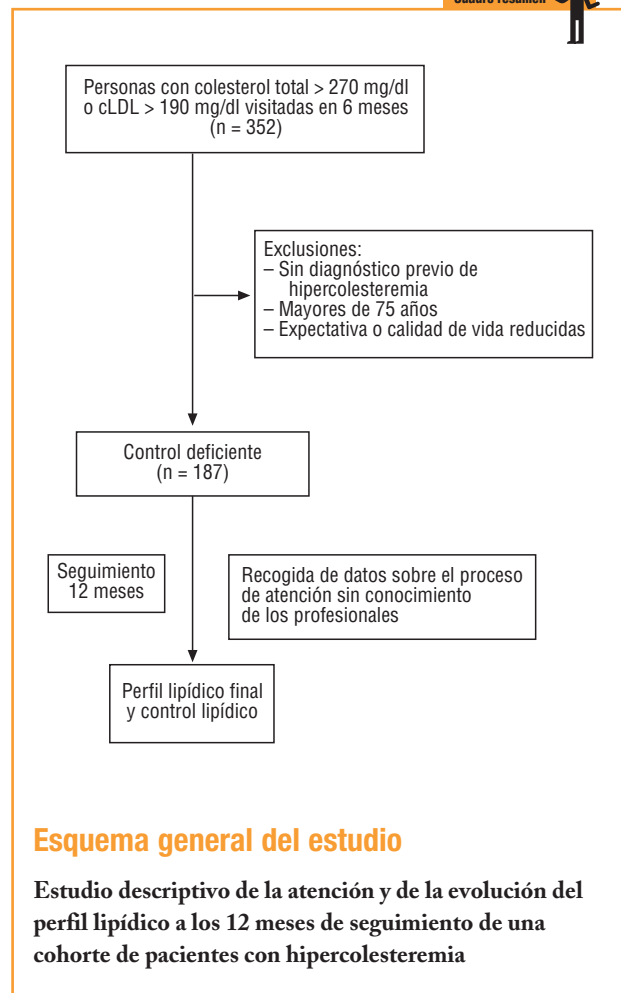 Cuadro resumen
Personas con colesterol total > 270 mg/dl
o cLDL > 190 mg/dl visitadas en 6 meses
(n = 352)
Exclusiones:
– Sin diagnóstico previo de
hipercolesteremia
– Mayores de 75 años
– Expectativa o calidad de vida reducidas
Control deficiente
(n = 187)
Seguimiento
12 meses
Recogida de datos sobre el proceso
de atención sin conocimiento
de los profesionales
Perfil lipídico final
y control lipídico
Esquema general del estudio
Estudio descriptivo de la atención y de la evolución del
perfil lipídico a los 12 meses de seguimiento de una
cohorte de pacientes con hipercolesteremia